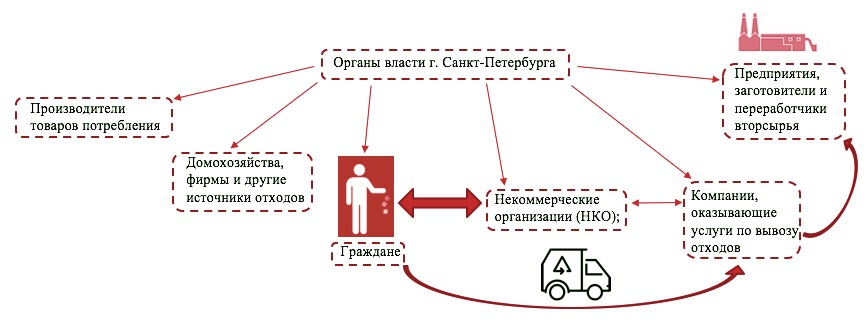 Органы власти г. Санкт-Петербурга
Предприятия,
заготовители и
переработчики
вторсырья
Производители
товаров потребления
Домохозяйства,
фирмы и другие
источники отходов
Некоммерческие
организации (НКО);
Компании,
оказывающие
услуги по вывозу
отходов
Граждане